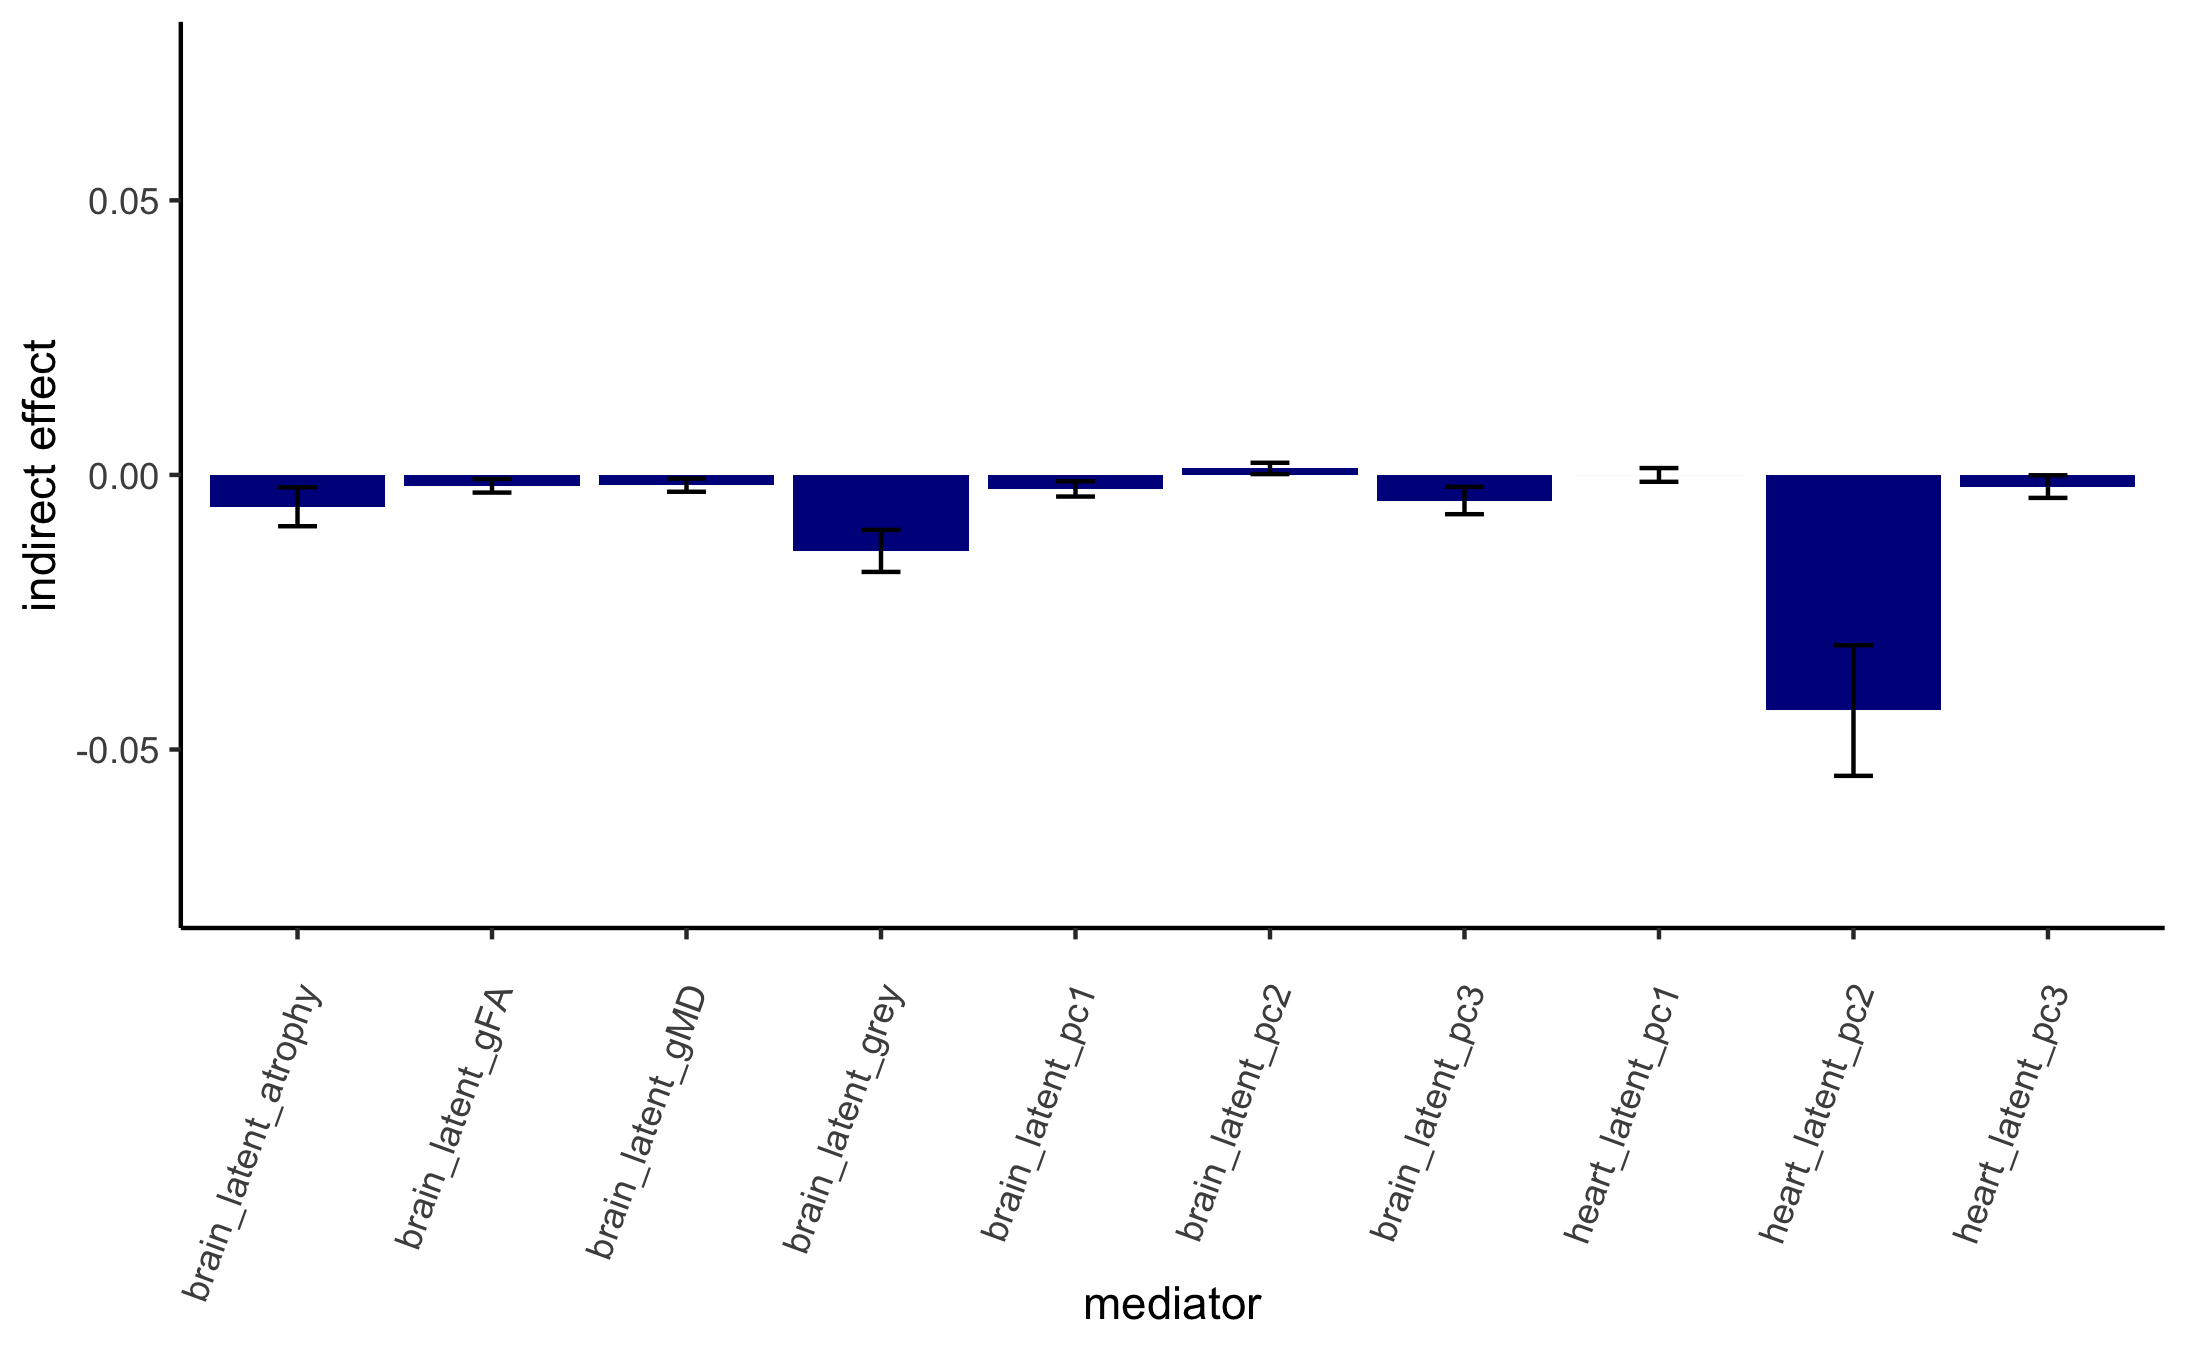 indirect effect
0.05
0.00
-0.05
brain_latent_atrophy
brain_latent_gFA
brain_latent_gMD
brain_latent_grey
brain_latent_pc1
brain_latent_pc2
brain_latent_pc3
heart_latent_pc1
heart_latent_pc2
heart_latent_pc3
mediator